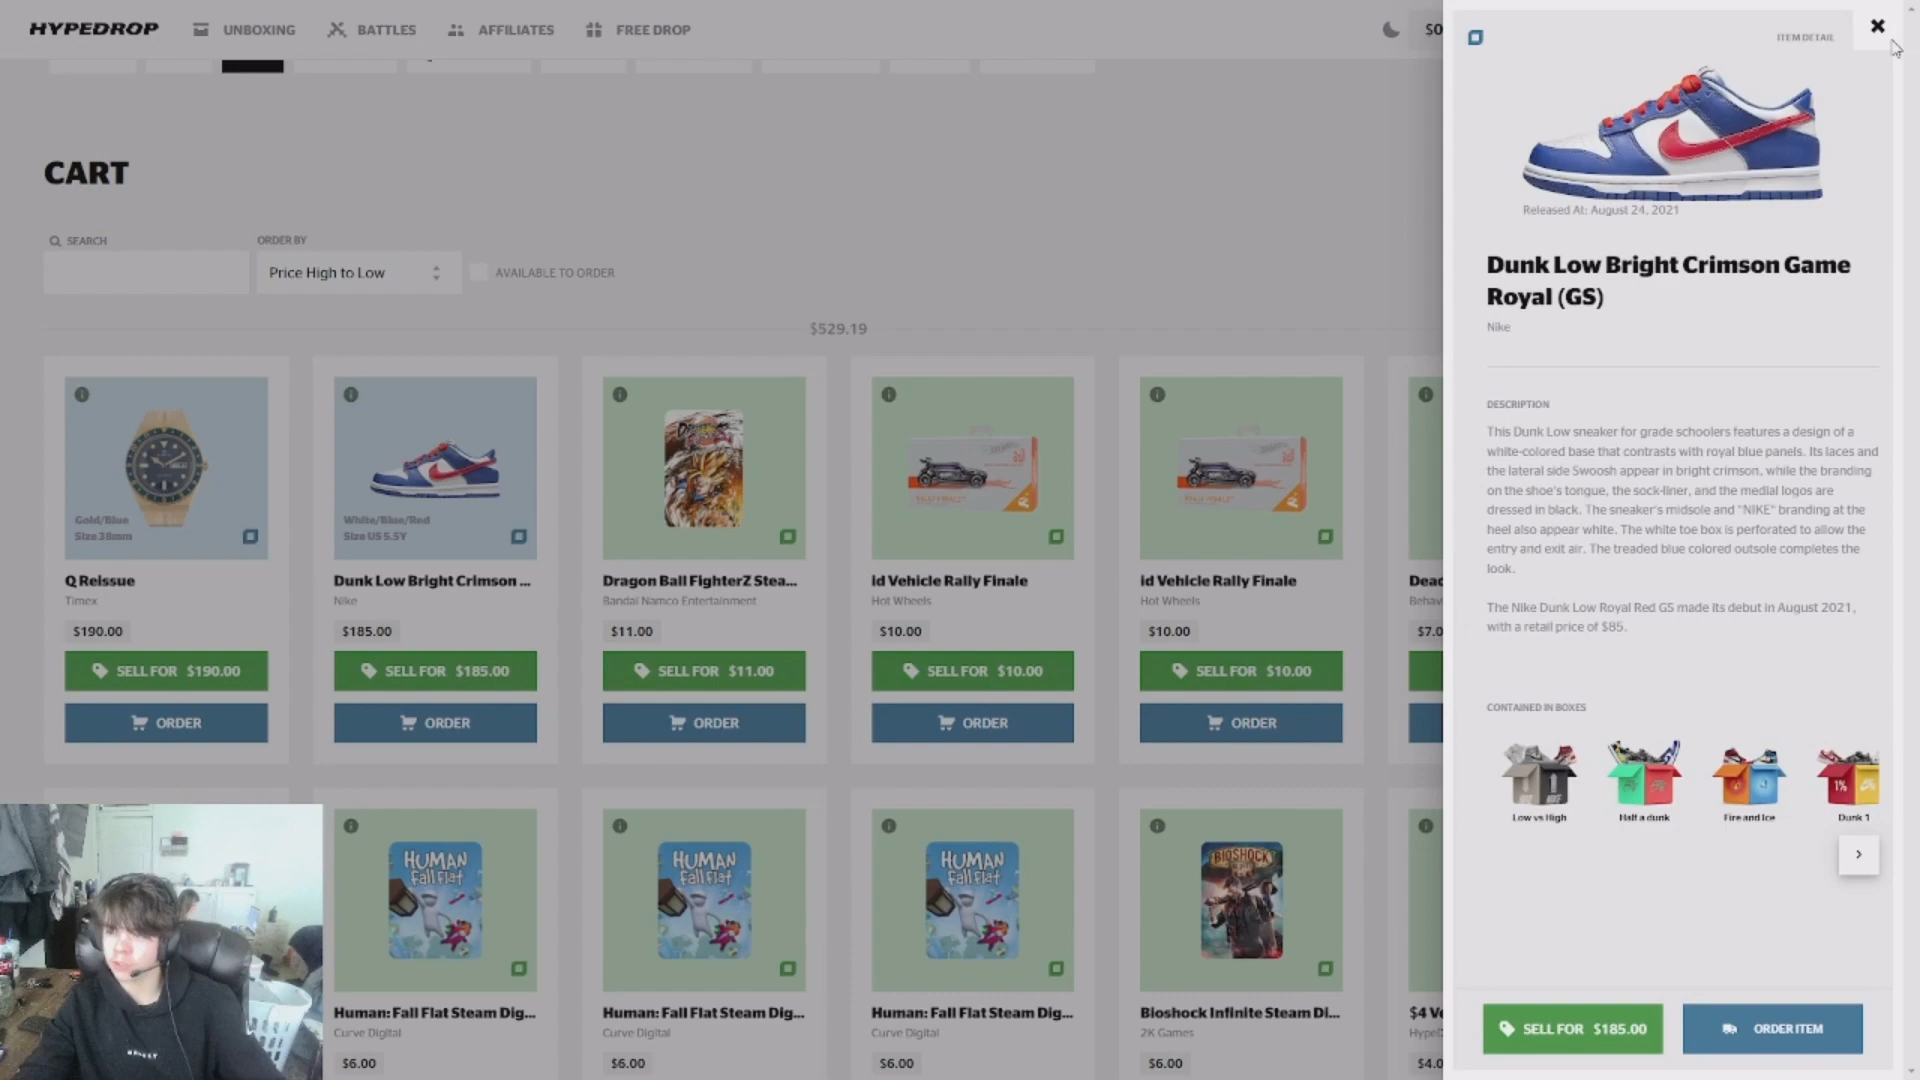 HYPEDROP
UNBOXING
BATTLES
AFFILIATES
FREE DROP
CART
SEARCH
ORDER BY
Price High to Low
AVAILABLE TO ORDER
$529.19
Gold/Blue
Size 38mm
Q Reissue
Timex
$190.00
SELL FOR $190.00
ORDER
White/Blue/Red
Size US 5.5Y
Dunk Low Bright Crimson ...
Nike
$185.00
SELL FOR $185.00
ORDER
Dragon Ball FighterZ Stea...
Bandai Namco Entertainment
$11.00
SELL FOR $11.00
ORDER
id Vehicle Rally Finale
Hot Wheels
$10.00
SELL FOR $10.00
ORDER
id Vehicle Rally Finale
Hot Wheels
$10.00
SELL FOR $10.00
ORDER
HUMAN
fall flat
Human: Fall Flat Steam Dig...
Curve Digital
$6.00
HUMAN
fall flat
Human: Fall Flat Steam Dig...
Curve Digital
$6.00
HUMAN
fall flat
Human: Fall Flat Steam Dig...
Curve Digital
$6.00
BIOSHOCK
Bioshock Infinite Steam Di...
2K Games
$6.00
ITEM DETAIL
Released At: August 24, 2021
Dunk Low Bright Crimson Game
Royal (GS)
Nike
DESCRIPTION
This Dunk Low sneaker for grade schoolers features a design of a
white-colored base that contrasts with royal blue panels. Its laces and
the lateral side Swoosh appear in bright crimson, while the branding
on the shoe's tongue, the sock-liner, and the medial logos are
dressed in black. The sneaker's midsole and "NIKE" branding at the
heel also appear white. The white toe box is perforated to allow the
entry and exit air. The treaded blue colored outsole completes the
look.
The Nike Dunk Low Royal Red GS made its debut in August 2021,
with a retail price of $85.
CONTAINED IN BOXES
Low vs High
Half a dunk
Fire and Ice
1%
Dunk 1
SELL FOR $185.00
ORDER ITEM